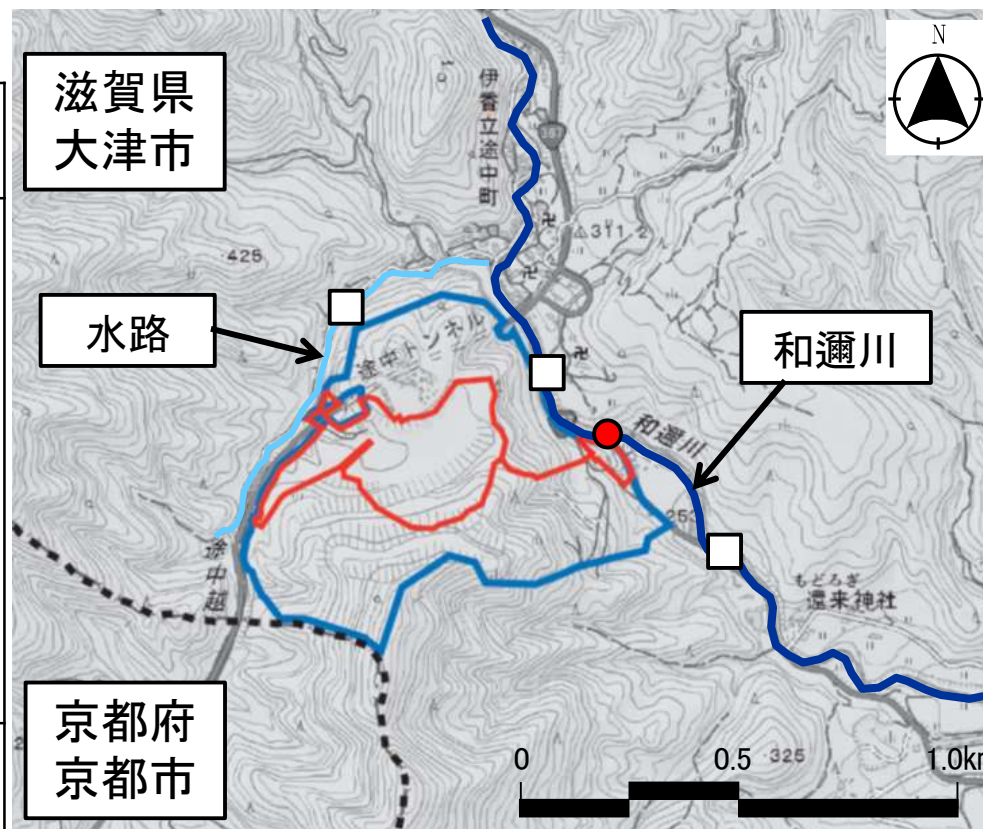 滋賀県
大津市
N
伊香立途中町
367
△311.2
・425
水路
途中トンネル
和邇川
和邇川
253
途中越
もどろぎ
還来神社
京都府
京都市
0 0.5 1.0km
325